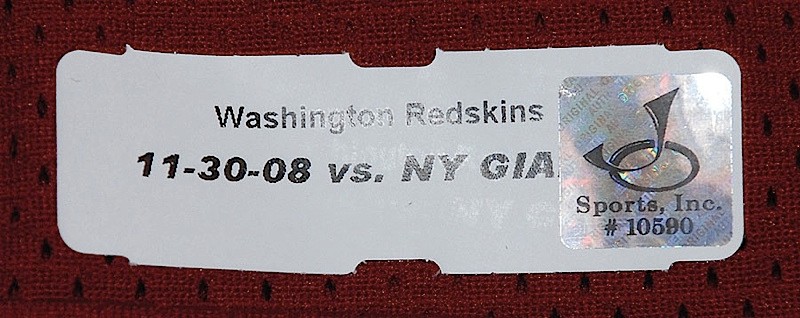 Washington Redskins
11-30-08 vs. NY GIA
Sports, Inc.
# 10590